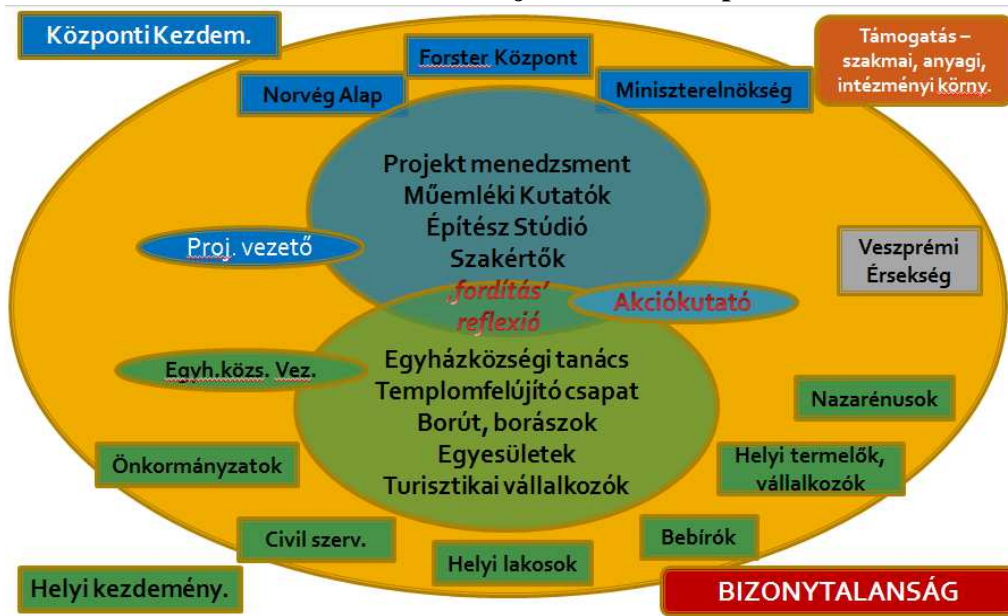 Központi Kezdem.
Forster Központ
Norvég Alap
Miniszterelnökség
Támogatás –
szakmai, anyagi,
intézményi körny.
Projekt menedzsment
Műemléki Kutatók
Építész Stúdió
Szakértők
Proj. vezető
Veszprémi
Érsekség
‚fordítás’
reflexió
Akciókutató
Egyh.közs. Vez.
Egyházközségi tanács
Templomfelújító csapat
Borút, borászok
Egyesületek
Turisztikai vállalkozók
Nazarénusok
Önkormányzatok
Helyi termelők,
vállalkozók
Civil szerv.
Helyi lakosok
Bebírók
Helyi kezdemény.
BIZONYTALANSÁG